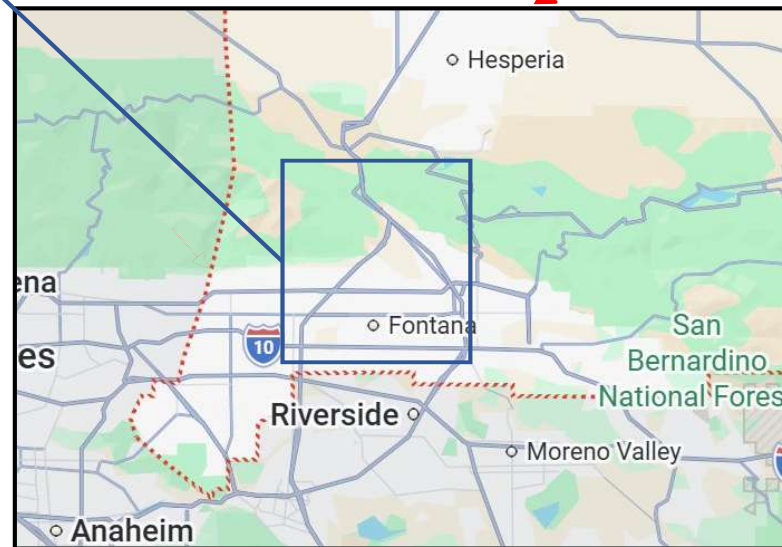 Hesperia
ena
Fontana
10
es
San
Bernardino
National Fores
Riverside
Moreno Valley
Anaheim